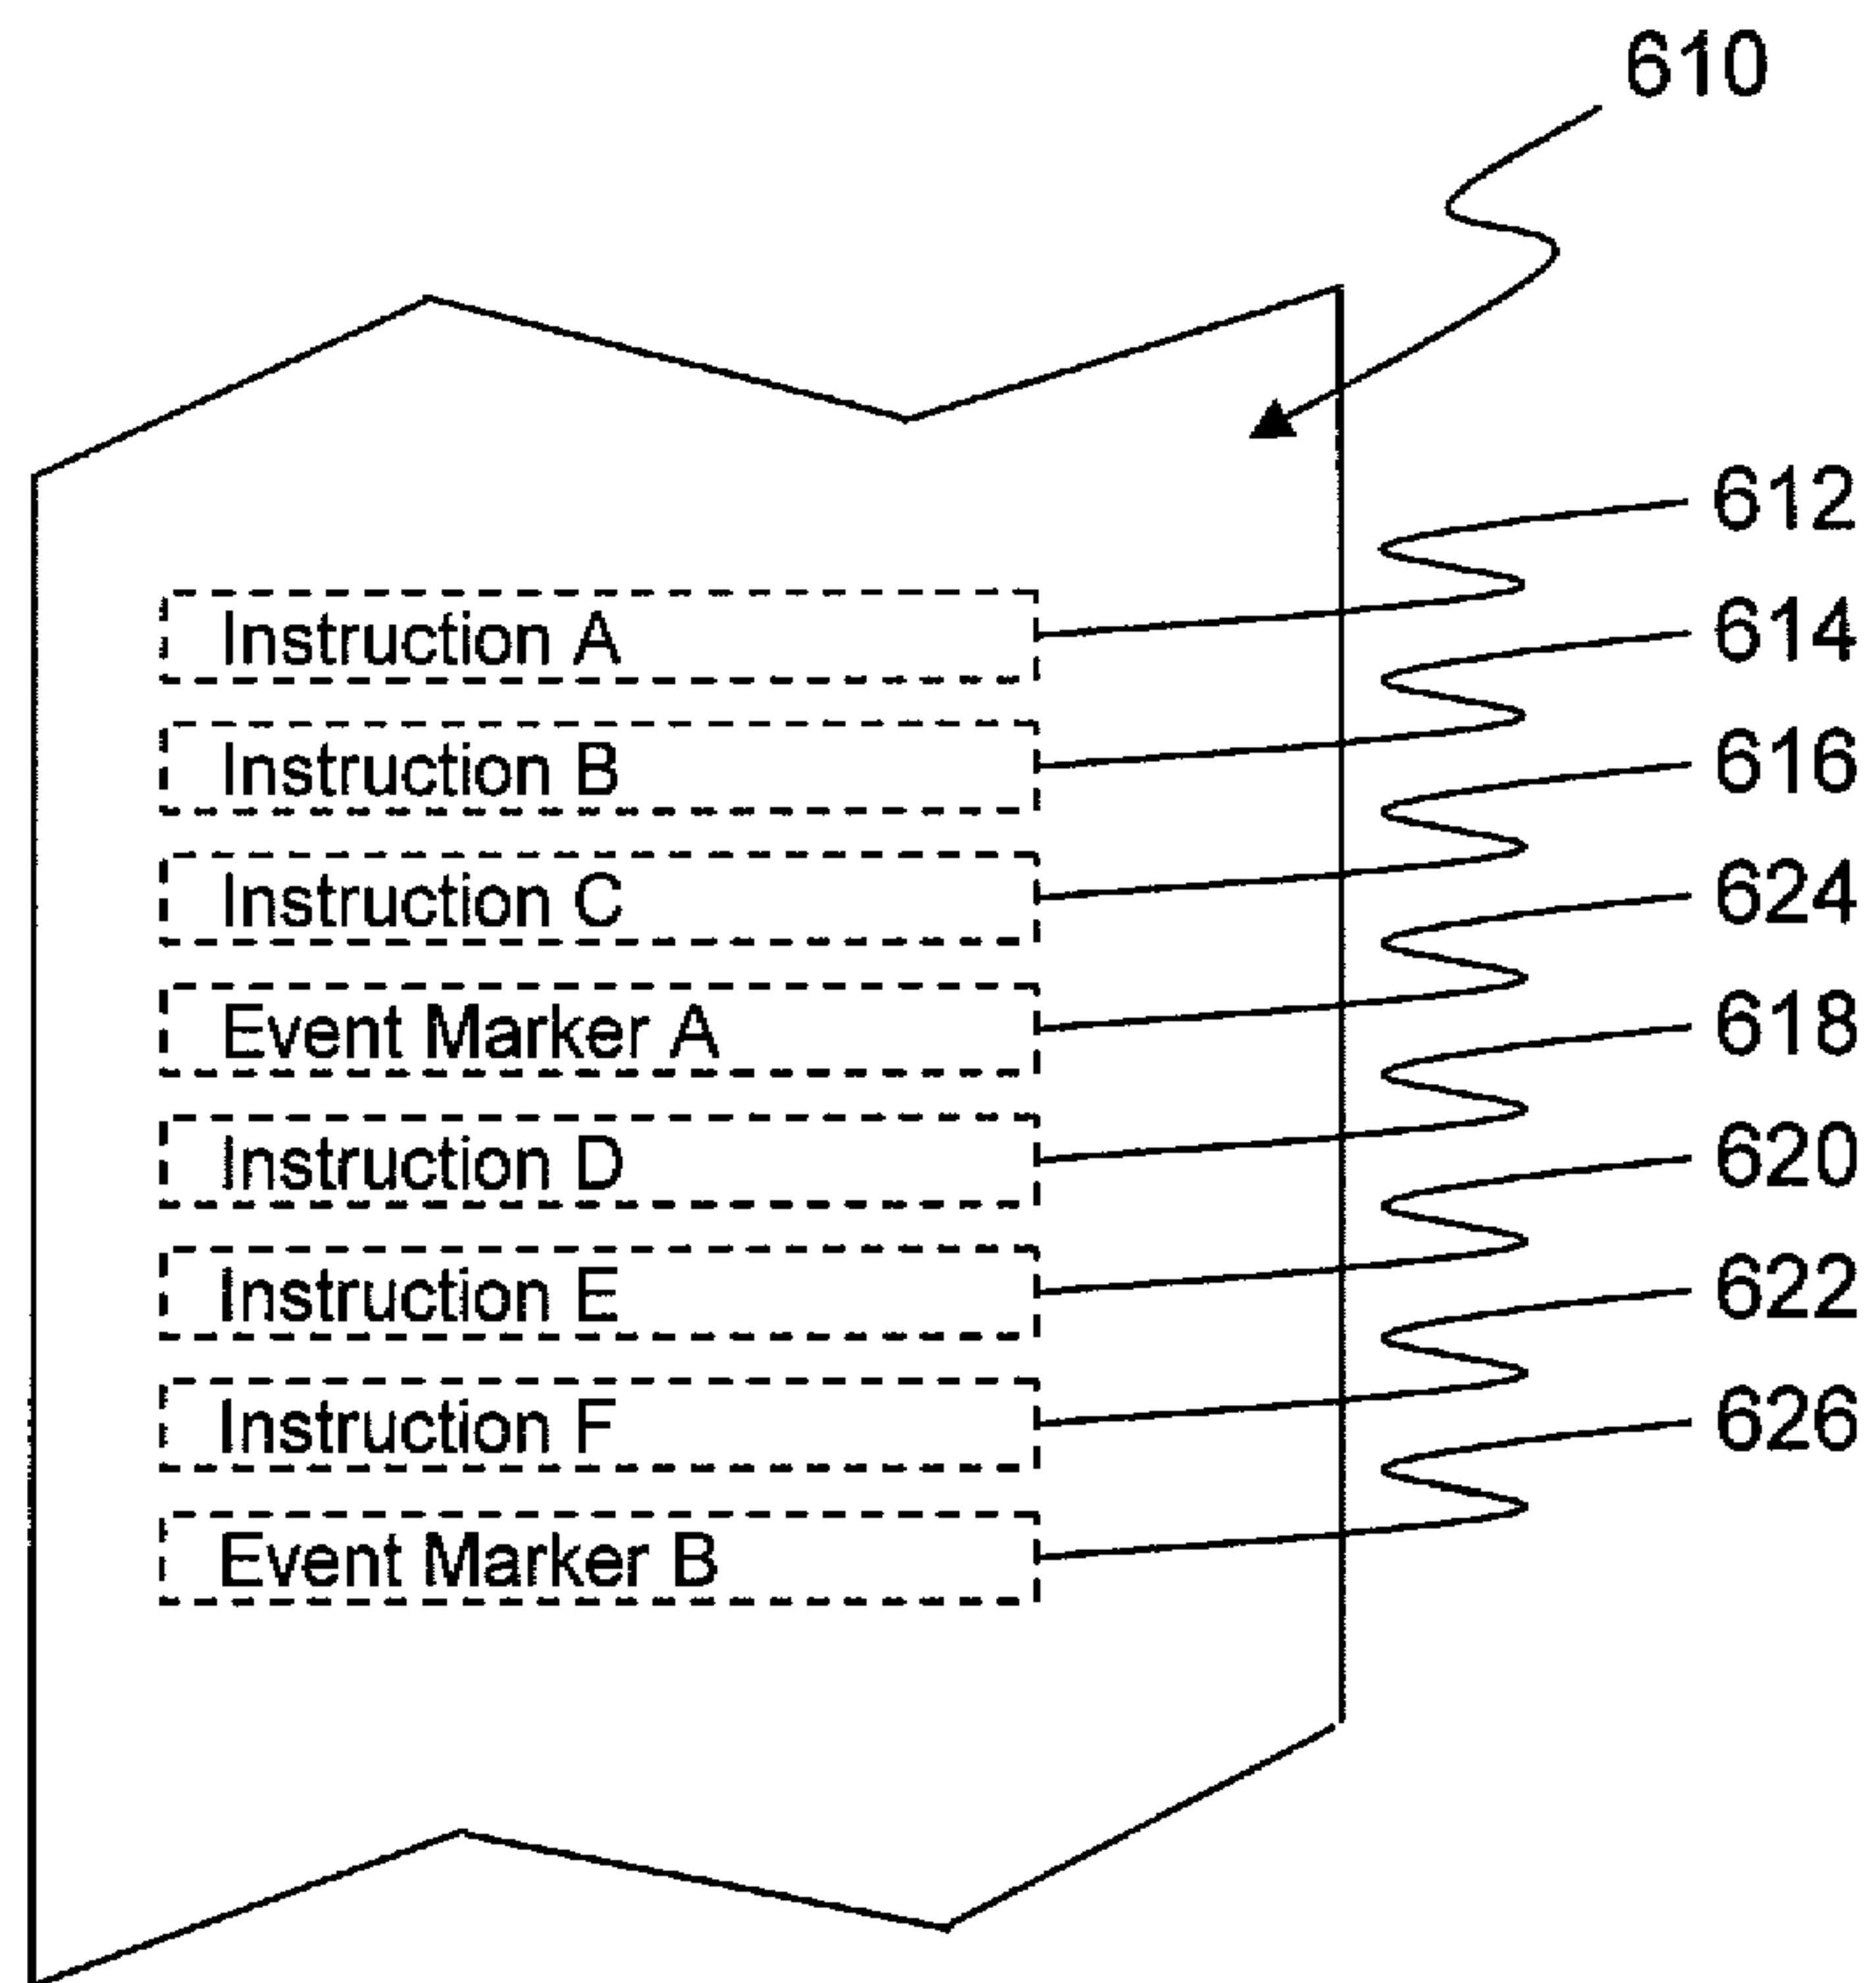 610
612
Instruction A
614
Instruction B
616
Instruction C
624
Event Marker A
618
Instruction D
620
Instruction E
622
Instruction F
626
Event Marker B